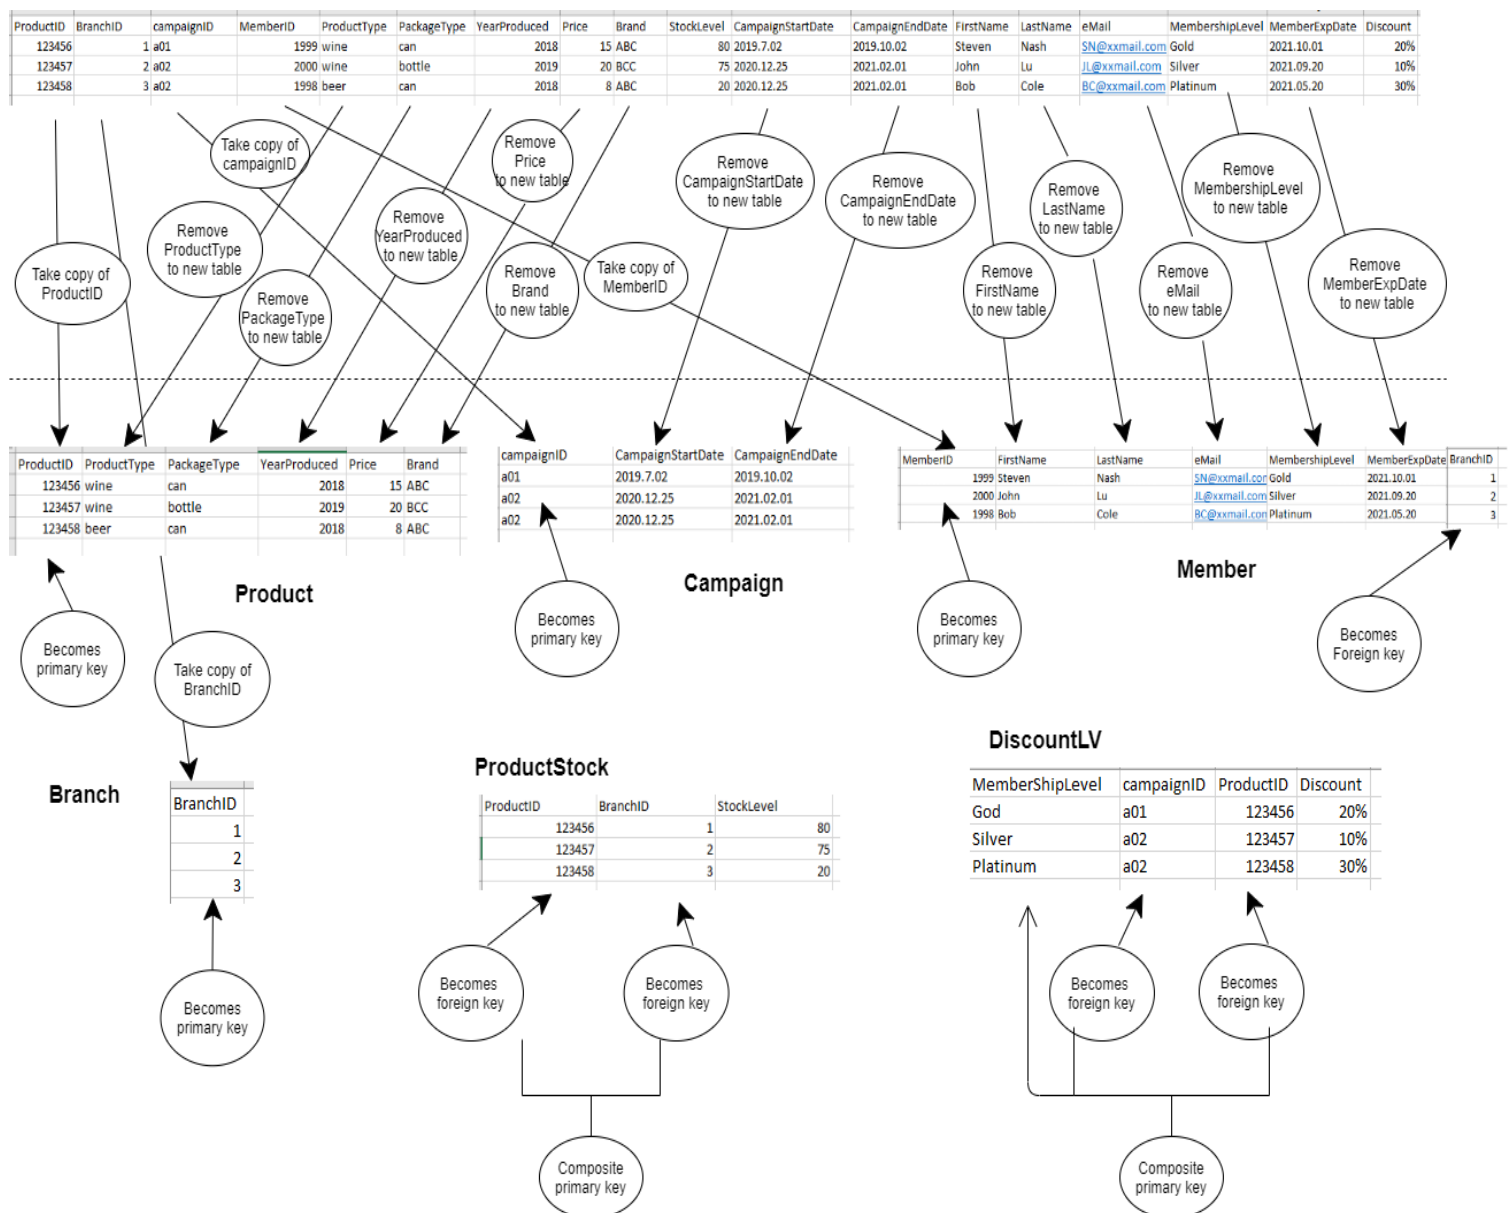 ProductID BranchID campaignID MemberID ProductType PackageType YearProduced Price Brand StockLevel CampaignStartDate CampaignEndDate FirstName LastName eMail MembershipLevel MemberExpDate Discount
123456 1 a01 1999 wine can 2018 15 ABC 80 2019.7.02 2019.10.02 Steven Nash SN@xxmail.com Gold 2021.10.01 20%
123457 2 a02 2000 wine bottle 2019 20 BCC 75 2020.12.25 2021.02.01 John Lu JL@xxmail.com Silver 2021.09.20 10%
123458 3 a02 1998 beer can 2018 8 ABC 20 2020.12.25 2021.02.01 Bob Cole BC@xxmail.com Platinum 2021.05.20 30%
Take copy of
campaignID
Remove
Price
to new table
Remove
CampaignStartDate
to new table
Remove
CampaignEndDate
to new table
Remove
LastName
to new table
Remove
MembershipLevel
to new table
Remove
ProductType
to new table
Remove
YearProduced
to new table
Take copy of
ProductID
Remove
PackageType
to new table
Remove
Brand
to new table
Take copy of
MemberID
Remove
FirstName
to new table
Remove
eMail
to new table
Remove
MemberExpDate
to new table
ProductID ProductType PackageType YearProduced Price Brand
123456 wine can 2018 15 ABC
123457 wine bottle 2019 20 BCC
123458 beer can 2018 8 ABC
Product
campaignID CampaignStartDate CampaignEndDate
a01 2019.7.02 2019.10.02
a02 2020.12.25 2021.02.01
a02 2020.12.25 2021.02.01
Campaign
MemberID FirstName LastName eMail MembershipLevel MemberExpDate BranchID
1999 Steven Nash SN@xxmail.cor Gold 2021.10.01 1
2000 John Lu JL@xxmail.com Silver 2021.09.20 2
1998 Bob Cole BC@xxmail.con Platinum 2021.05.20 3
Member
Becomes
primary key
Take copy of
BranchID
Becomes
primary key
Becomes
primary key
Becomes
Foreign key
Branch
BranchID
1
2
3
Becomes
primary key
ProductStock
ProductID BranchID StockLevel
123456 1 80
123457 2 75
123458 3 20
Becomes
foreign key
Becomes
foreign key
Composite
primary key
DiscountLV
MemberShipLevel campaignID ProductID Discount
God a01 123456 20%
Silver a02 123457 10%
Platinum a02 123458 30%
Becomes
foreign key
Becomes
foreign key
Composite
primary key